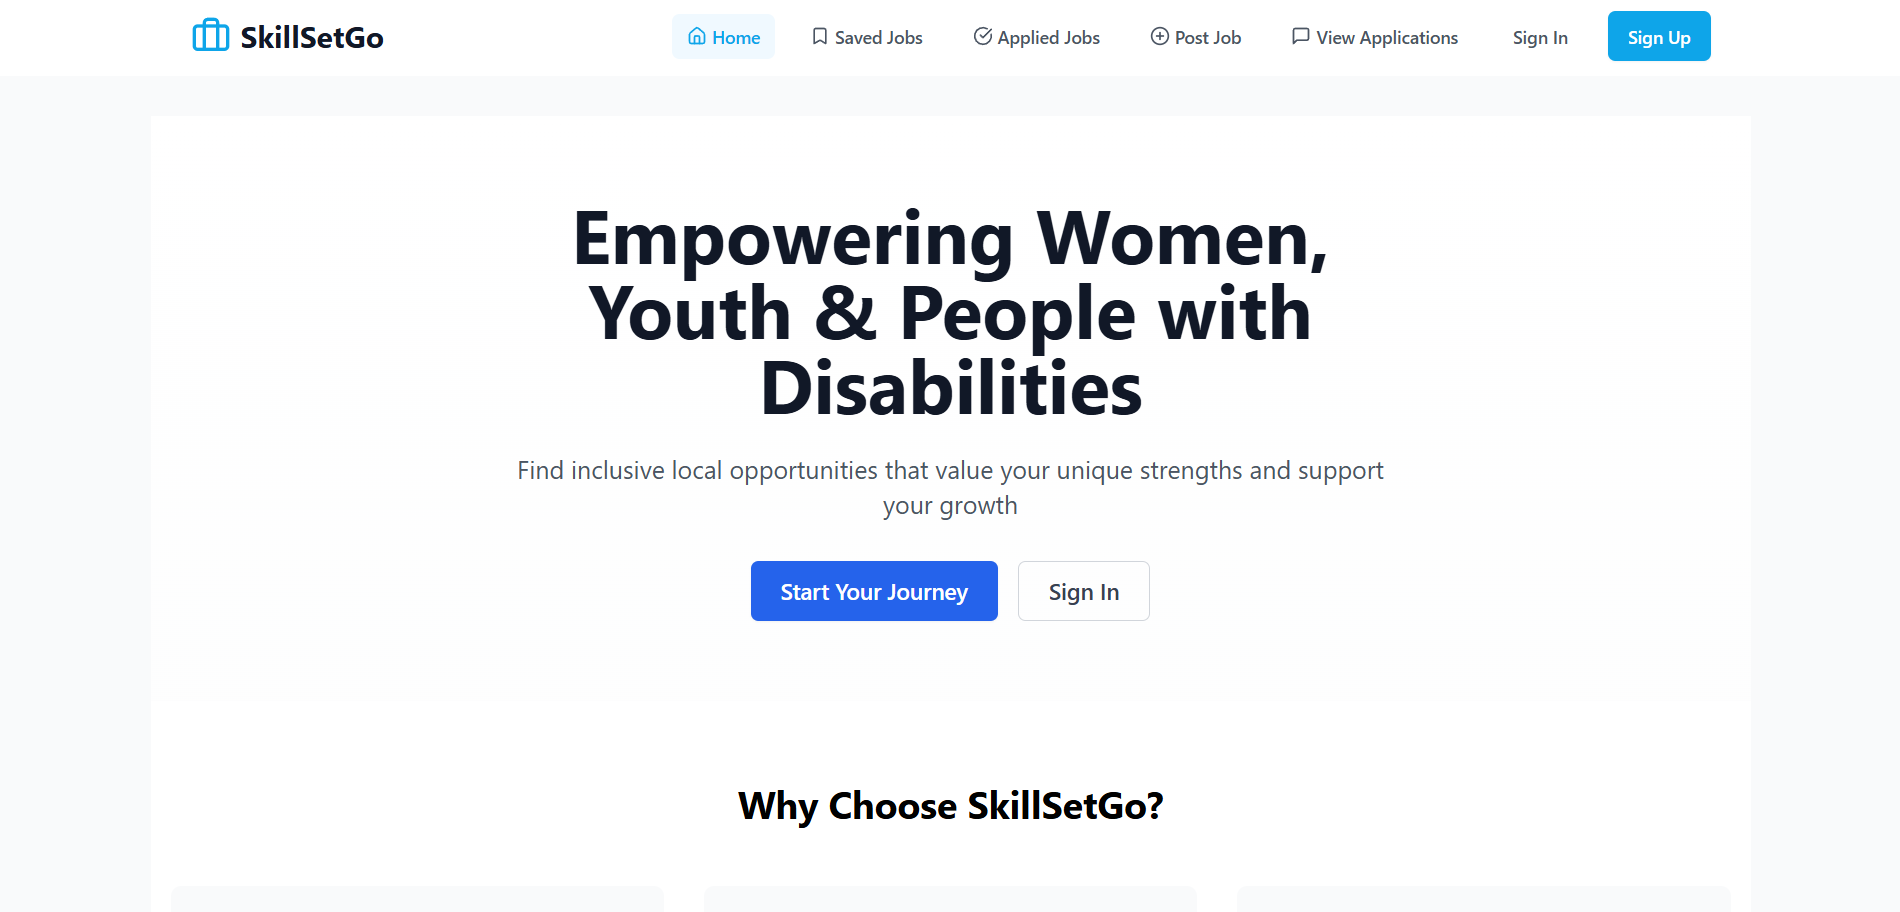 SkillSetGo
Home
Saved Jobs
Applied Jobs
Post Job
View Applications
Sign In
Sign Up
Empowering Women,
Youth & People with
Disabilities
Find inclusive local opportunities that value your unique strengths and support
your growth
Start Your Journey
Sign In
Why Choose SkillSetGo?